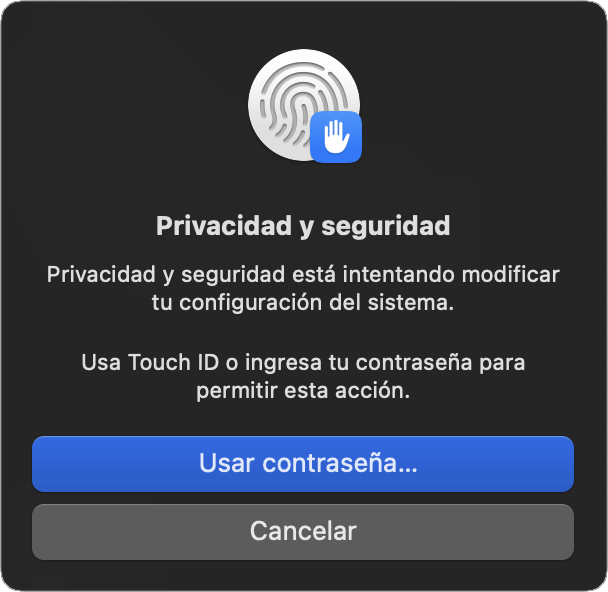 Privacidad y seguridad
Privacidad y seguridad está intentando modificar
tu configuración del sistema.
Usa Touch ID o ingresa tu contraseña para
permitir esta acción.
Usar contraseña...
Cancelar